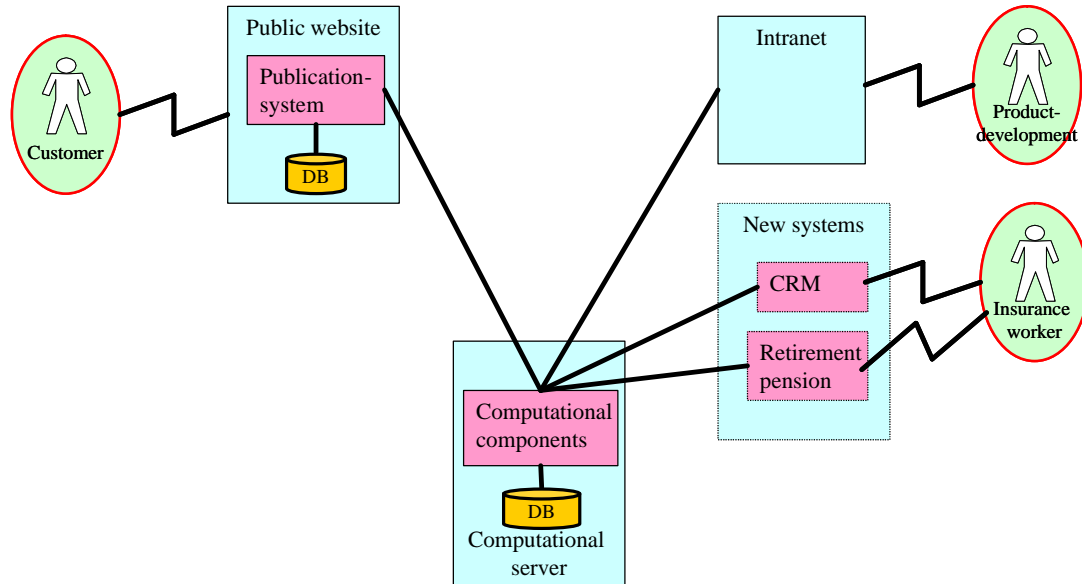 Public website
Publication-
system
DB
Customer
Intranet
Product-
development
New systems
CRM
Retirement
pension
Insurance
worker
Computational
components
DB
Computational
server